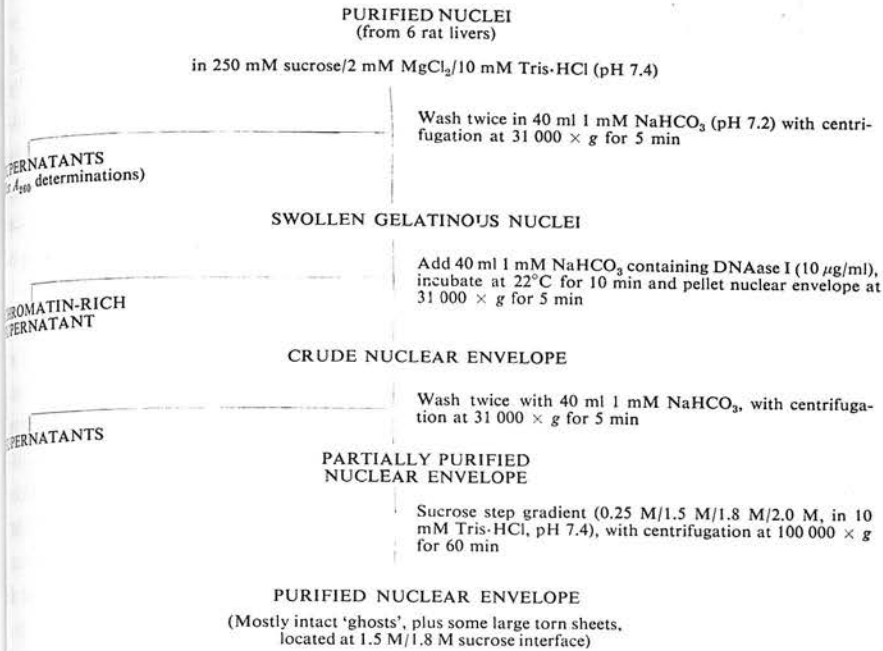 PURIFIED NUCLEI
(from 6 rat livers)
in 250 mM sucrose/2 mM MgCl₂/10 mM Tris·HCl (pH 7.4)
Wash twice in 40 ml 1 mM NaHCO₃ (pH 7.2) with centri-
fugation at 31 000 × g for 5 min
PERNATANTS
A₂₆₀ determinations)
SWOLLEN GELATINOUS NUCLEI
Add 40 ml 1 mM NaHCO₃ containing DNAase I (10 μg/ml),
incubate at 22°C for 10 min and pellet nuclear envelope at
31 000 × g for 5 min
HROMATIN-RICH
PERNATANT
CRUDE NUCLEAR ENVELOPE
Wash twice with 40 ml 1 mM NaHCO₃, with centrifuga-
tion at 31 000 × g for 5 min
PERNATANTS
PARTIALLY PURIFIED
NUCLEAR ENVELOPE
Sucrose step gradient (0.25 M/1.5 M/1.8 M/2.0 M, in 10
mM Tris·HCl, pH 7.4), with centrifugation at 100 000 × g
for 60 min
PURIFIED NUCLEAR ENVELOPE
(Mostly intact 'ghosts', plus some large torn sheets,
located at 1.5 M/1.8 M sucrose interface)